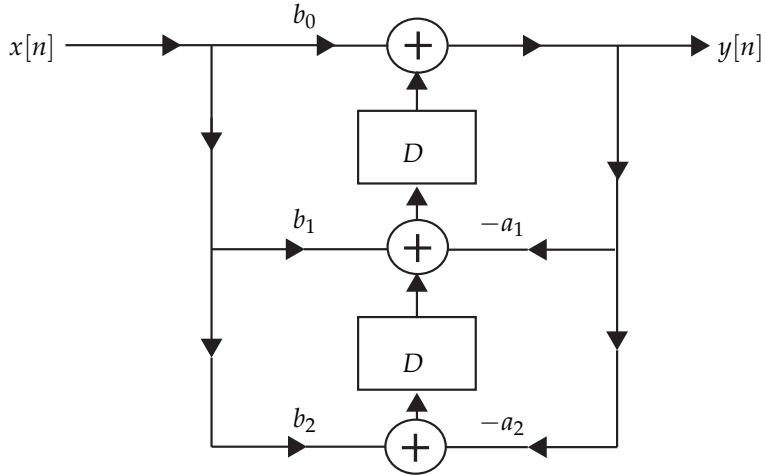 b₀
x[n] + y[n]
D
b₁ + −a₁
D
b₂ + −a₂